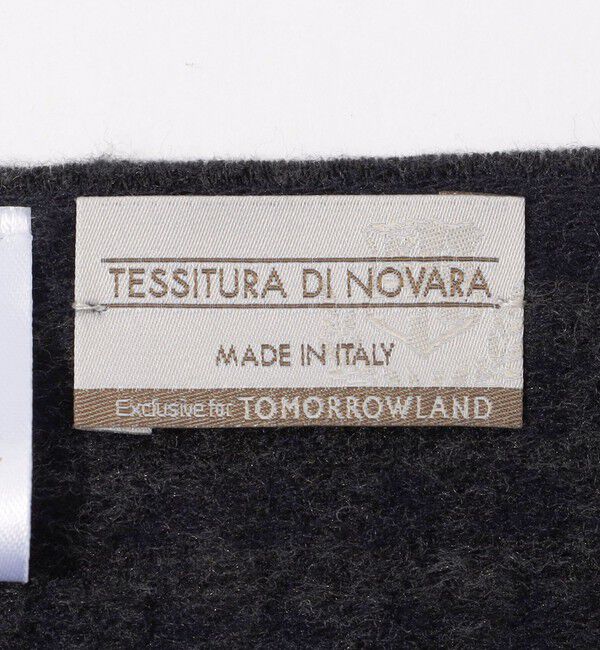 TESSITURA DI NOVARA
MADE IN ITALY
Exclusive for TOMORROWLAND